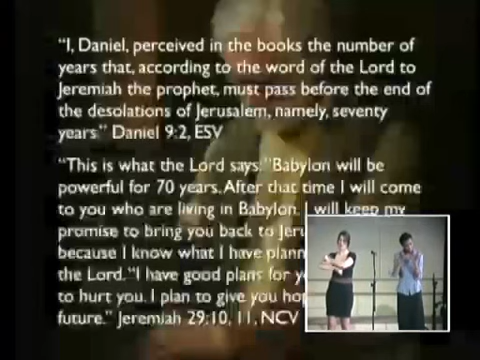 “I, Daniel, perceived in the books the number of
years that, according to the word of the Lord to
Jeremiah the prophet, must pass before the end of
the desolations of Jerusalem, namely, seventy
years.” Daniel 9:2, ESV
“This is what the Lord says: “Babylon will be
powerful for 70 years. After that time I will come
to you who are living in Babylon. I will keep my
promise to bring you back to
because I know what I have
the Lord. “I have good plans for
to hurt you. I plan to give you
future.” Jeremiah 29:10, 11, NCV